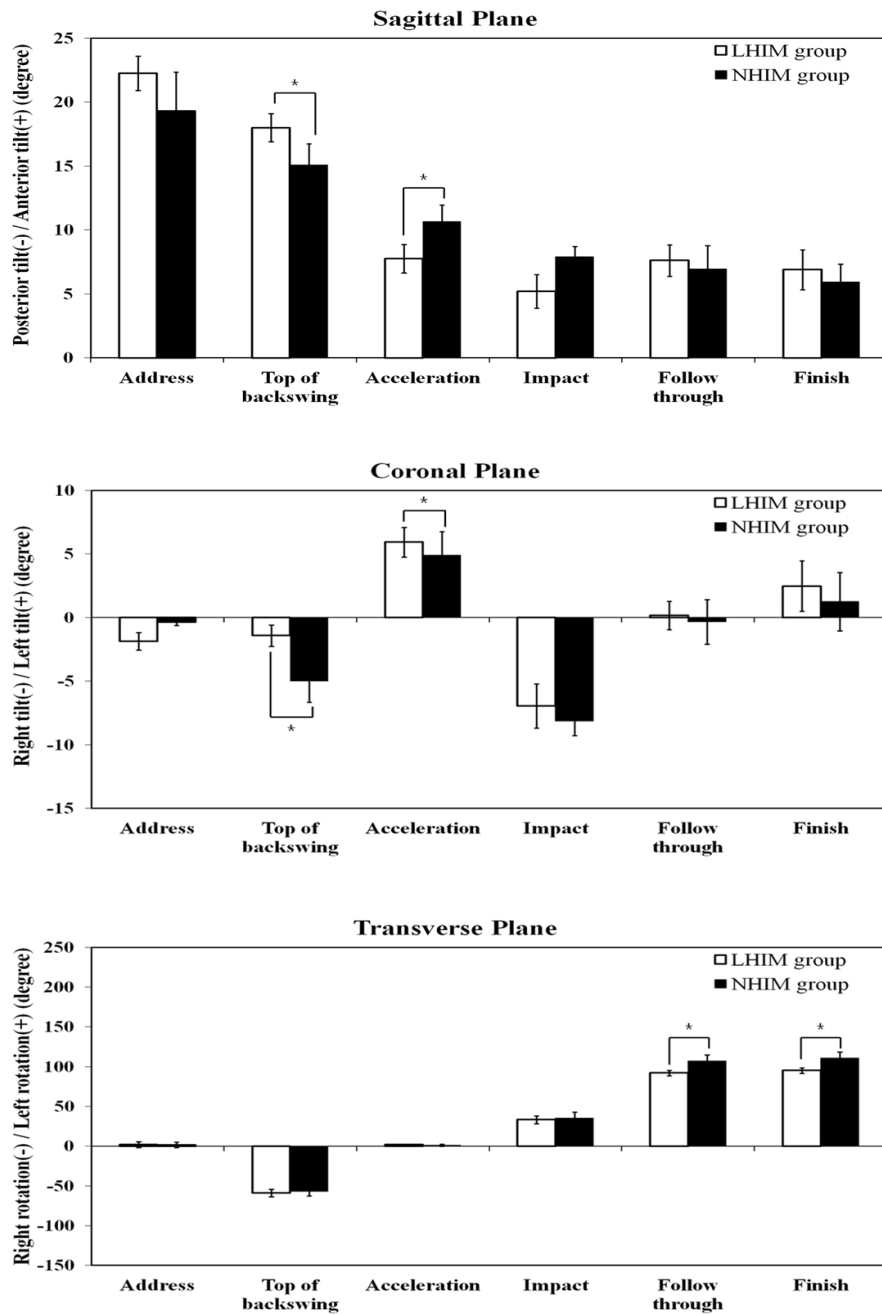 Sagittal Plane
LHIM group
NHIM group
Posterior tilt(-) / Anterior tilt(+) (degree)
25
20
15
10
5
0
*
*
Address
Top of
backswing
Acceleration
Impact
Follow
through
Finish
Coronal Plane
LHIM group
NHIM group
Right tilt(-) / Left tilt(+) (degree)
10
5
0
-5
-10
-15
*
*
Address
Top of
backswing
Acceleration
Impact
Follow
through
Finish
Transverse Plane
LHIM group
NHIM group
Right rotation(-) / Left rotation(+) (degree)
250
200
150
100
50
0
-50
-100
-150
*
*
Address
Top of
backswing
Acceleration
Impact
Follow
through
Finish